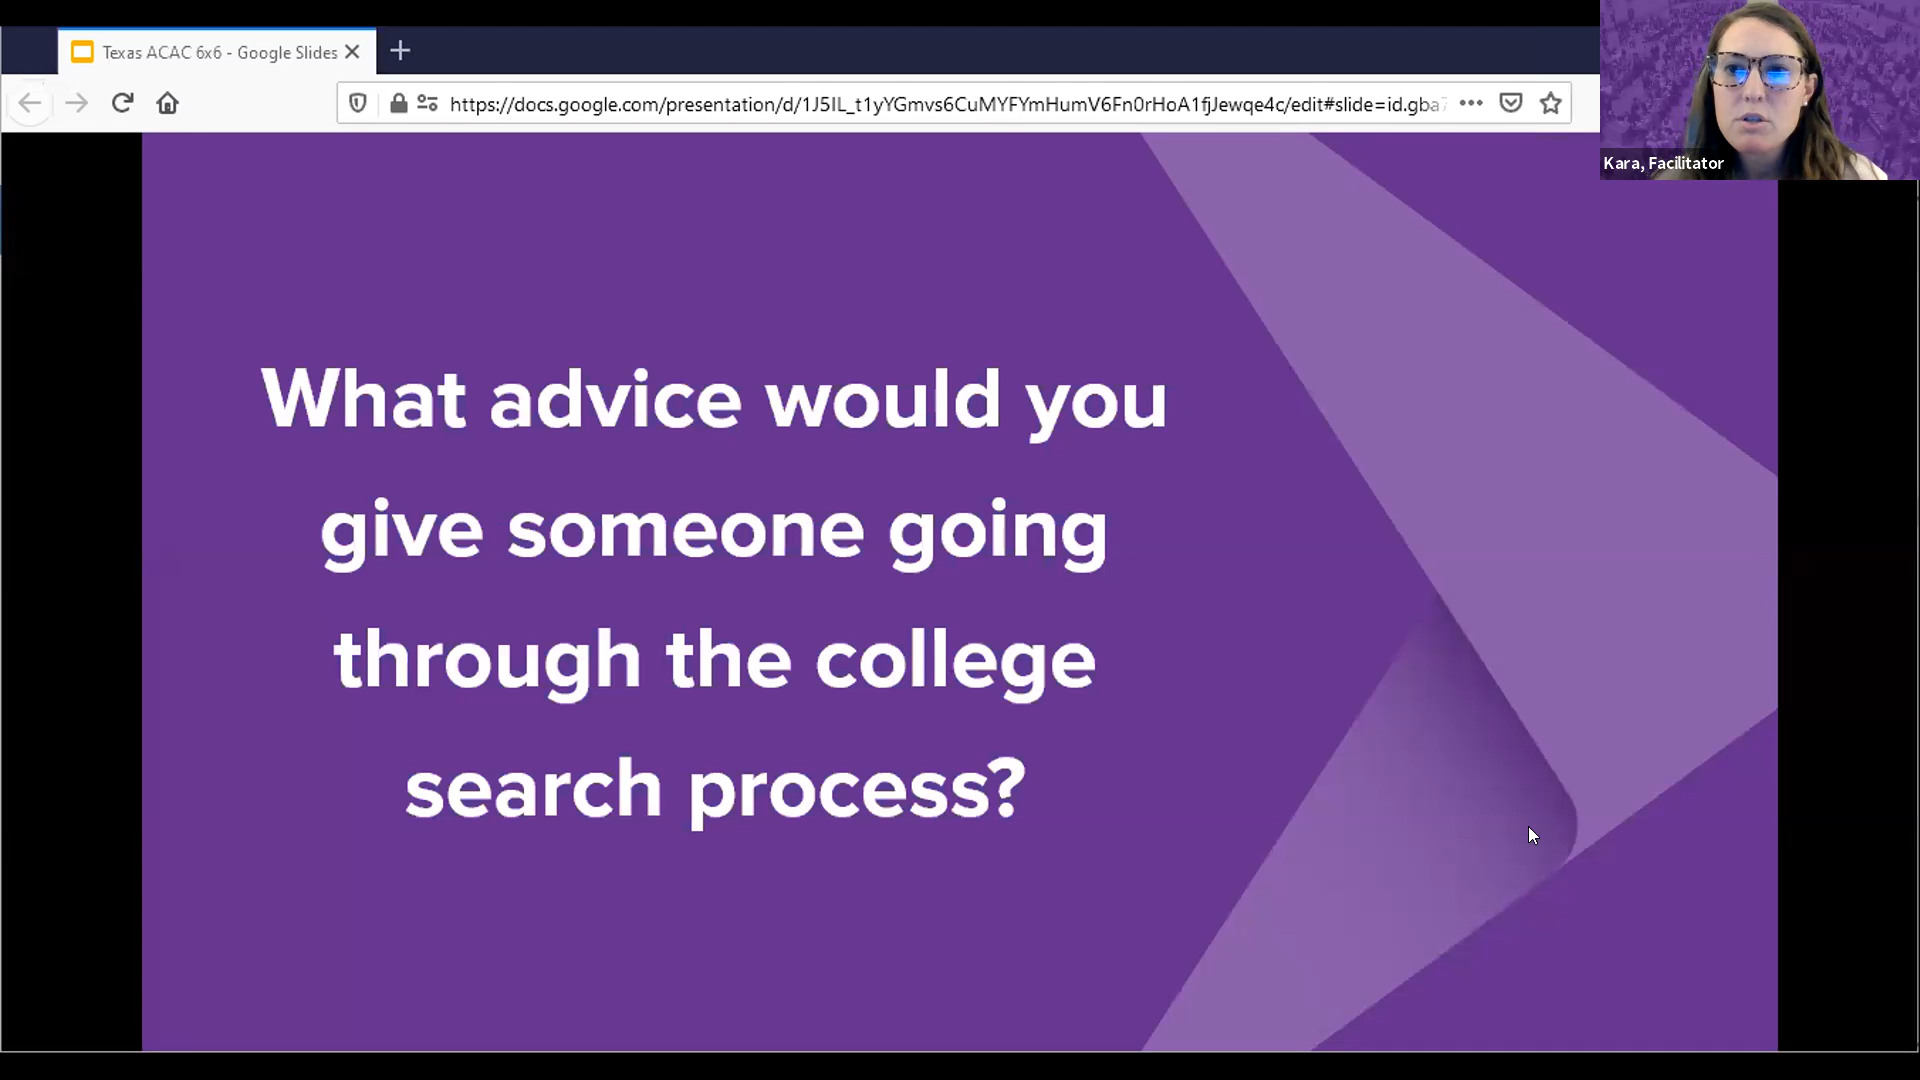 Texas ACAC 6x6 - Google Slides
https://docs.google.com/presentation/d/1J5IL_t1yYGmvs6CuMYFYmHumV6Fn0rHoA1fjJewqe4c/edit#slide=id.gba7
Kara, Facilitator
What advice would you
give someone going
through the college
search process?